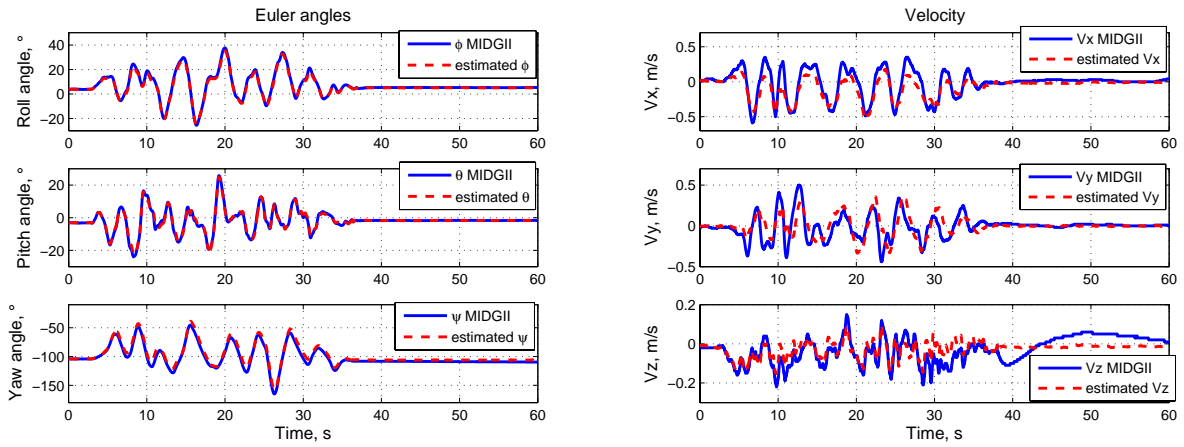 Euler angles
40
20
0
−20
Roll angle, °
ϕ MIDGII
estimated ϕ
0 10 20 30 40 50 60
20
0
−20
Pitch angle, °
θ MIDGII
estimated θ
0 10 20 30 40 50 60
−50
−100
−150
Yaw angle, °
ψ MIDGII
estimated ψ
0 10 20 30 40 50 60
Time, s
Velocity
0.5
0
−0.5
Vx, m/s
Vx MIDGII
estimated Vx
0 10 20 30 40 50 60
0.5
0
−0.5
Vy, m/s
Vy MIDGII
estimated Vy
0 10 20 30 40 50 60
0.2
0
−0.2
Vz, m/s
Vz MIDGII
estimated Vz
0 10 20 30 40 50 60
Time, s